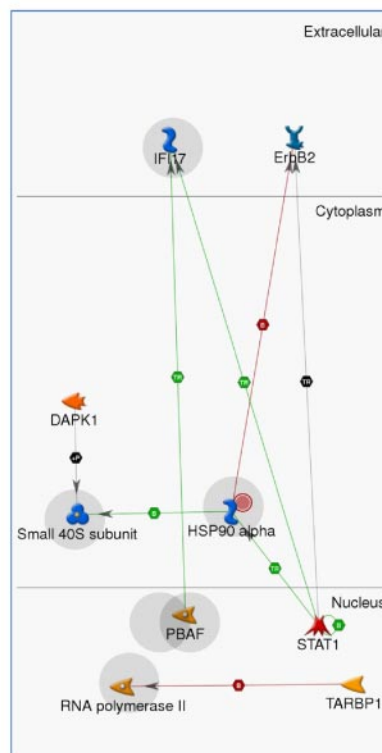 Extracellular
IFI17
ErbB2
Cytoplasm
B
TR
TR
TR
DAPK1
+P
B
Small 40S subunit
HSP90 alpha
TR
Nucleus
B
PBAF
STAT1
B
RNA polymerase II
TARBP1